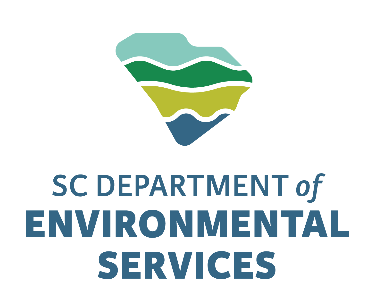 SC DEPARTMENT of
ENVIRONMENTAL
SERVICES